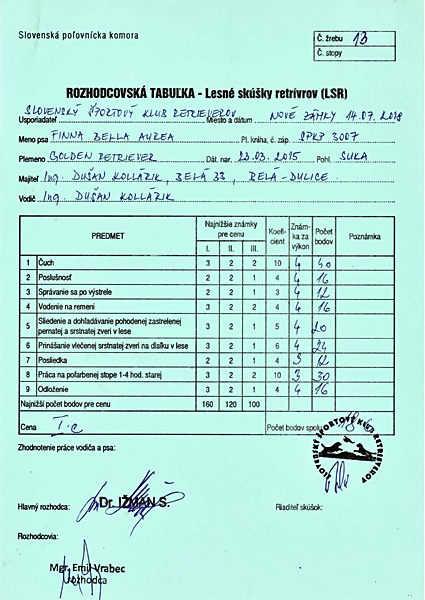 Slovenská poľovnícka komora
Č. žrebu 13
Č. stopy
ROZHODCOVSKÁ TABUĽKA - Lesné skúšky retrívrov (LSR)
Usporiadateľ SLOVENSKÝ ŠPORTOVÝ KLUB RETRIEVEROV Miesto a dátum NOVÉ ZÁMKY 14.07.2018
Meno psa FINNA BELLA AUREA Pl. kniha, č. záp. SPKP 3007
Plemeno GOLDEN RETRIEVER Dát. nar. 23.03.2015 Pohl. SUKA
Majiteľ Ing. DUŠAN KOLLÁRIK, BELÁ 33, BELÁ-DULICE
Vodič Ing. DUŠAN KOLLÁRIK
PREDMET Najnižšie známky pre cenu I. II. III. Koeficient Známka za výkon Počet bodov Poznámka
1 Čuch 3 2 2 10 4 40
2 Poslušnosť 2 2 1 4 4 16
3 Správanie sa po výstrele 2 2 1 3 4 12
4 Vodenie na remeni 3 2 2 4 4 16
5 Sliedenie a dohľadávanie pohodenej zastrelenej pernatej a srstnatej zveri v lese 3 2 1 5 4 20
6 Prinášanie vlečenej srstnatej zveri na diaľku v lese 3 2 1 6 4 24
7 Posliedka 2 2 1 4 3 12
8 Práca na pofarbenej stope 1-4 hod. starej 3 2 2 10 3 30
9 Odloženie 3 2 1 4 4 16
Najnižší počet bodov pre cenu 160 120 100
Cena I.c Počet bodov spolu
SLOVENSKÝ ŠPORTOVÝ KLUB RETRIEVEROV
Zhodnotenie práce vodiča a psa:
Hlavný rozhodca: Dr. IŽMAN Š. Riaditeľ skúšok:
Rozhodcovia:
Mgr. Emil Vrabec
rozhodca